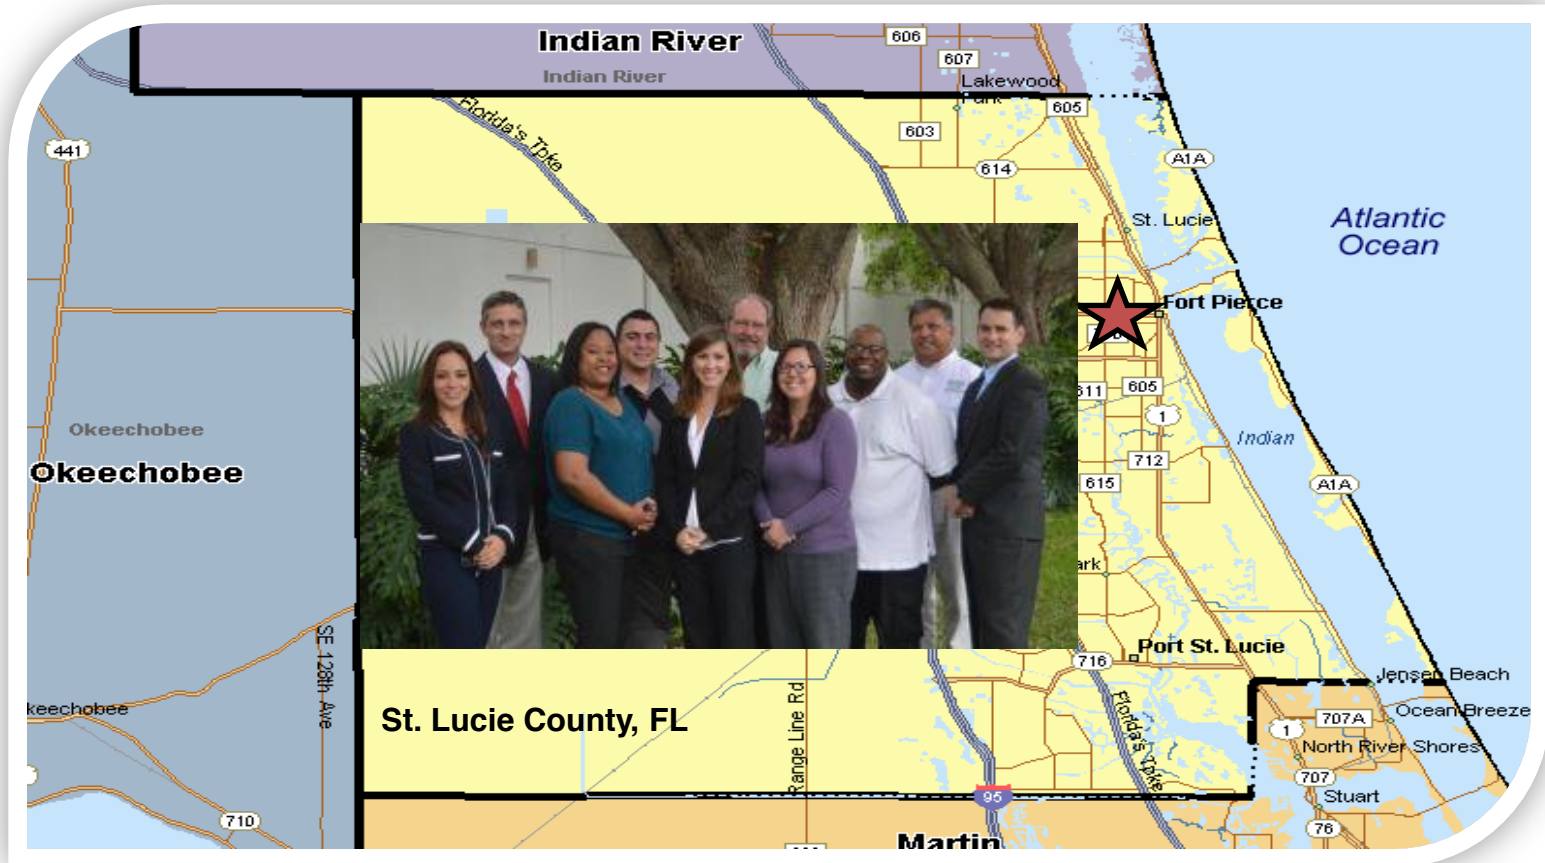 Indian River
606
607
Indian River
Lakewood
Park
605
Florida's Tpke
603
441
A1A
614
St. Lucie
Atlantic
Ocean
Fort Pierce
611
605
1
Okeechobee
Indian
Okeechobee
712
615
A1A
ark
SE 128th Ave
Port St. Lucie
716
Jensen Beach
keechobee
St. Lucie County, FL
Range Line Rd
Florida's Tpke
707A
Ocean Breeze
1
North River Shores
707
95
Stuart
710
76
Martin